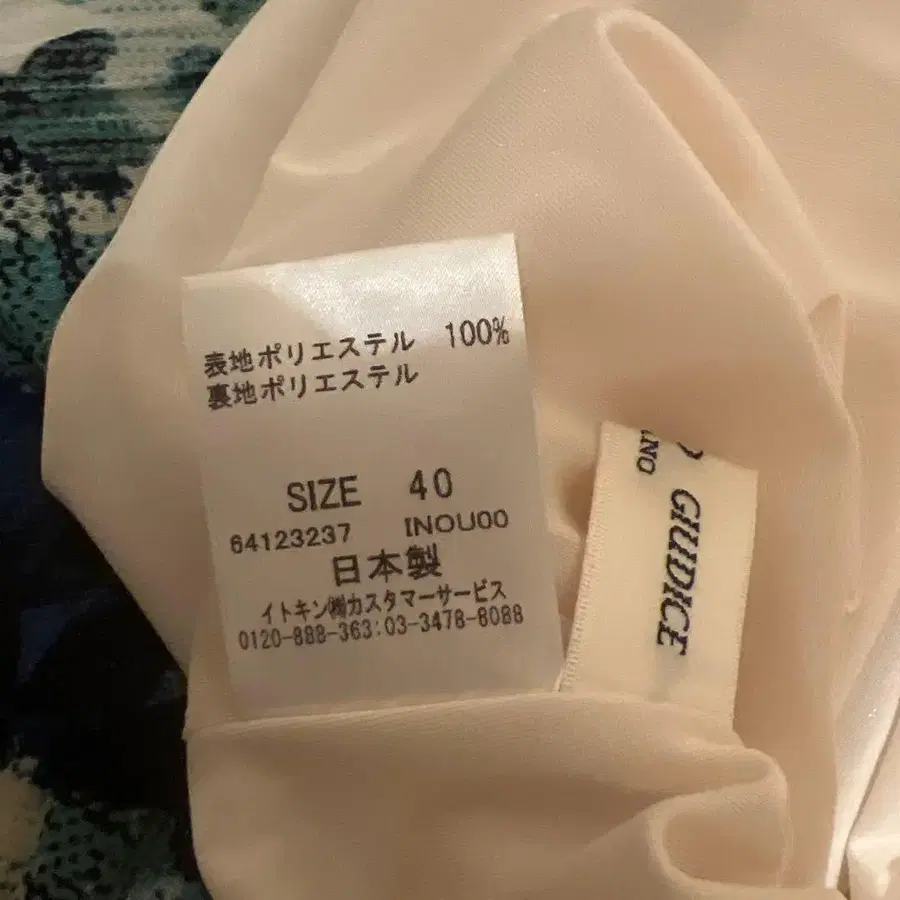 表地ポリエステル 100%
裏地ポリエステル
SIZE 40
64123237 INOU00
日本製
イトキン㈱カスタマーサービス
0120-888-363:03-3478-8088
GIUDICE